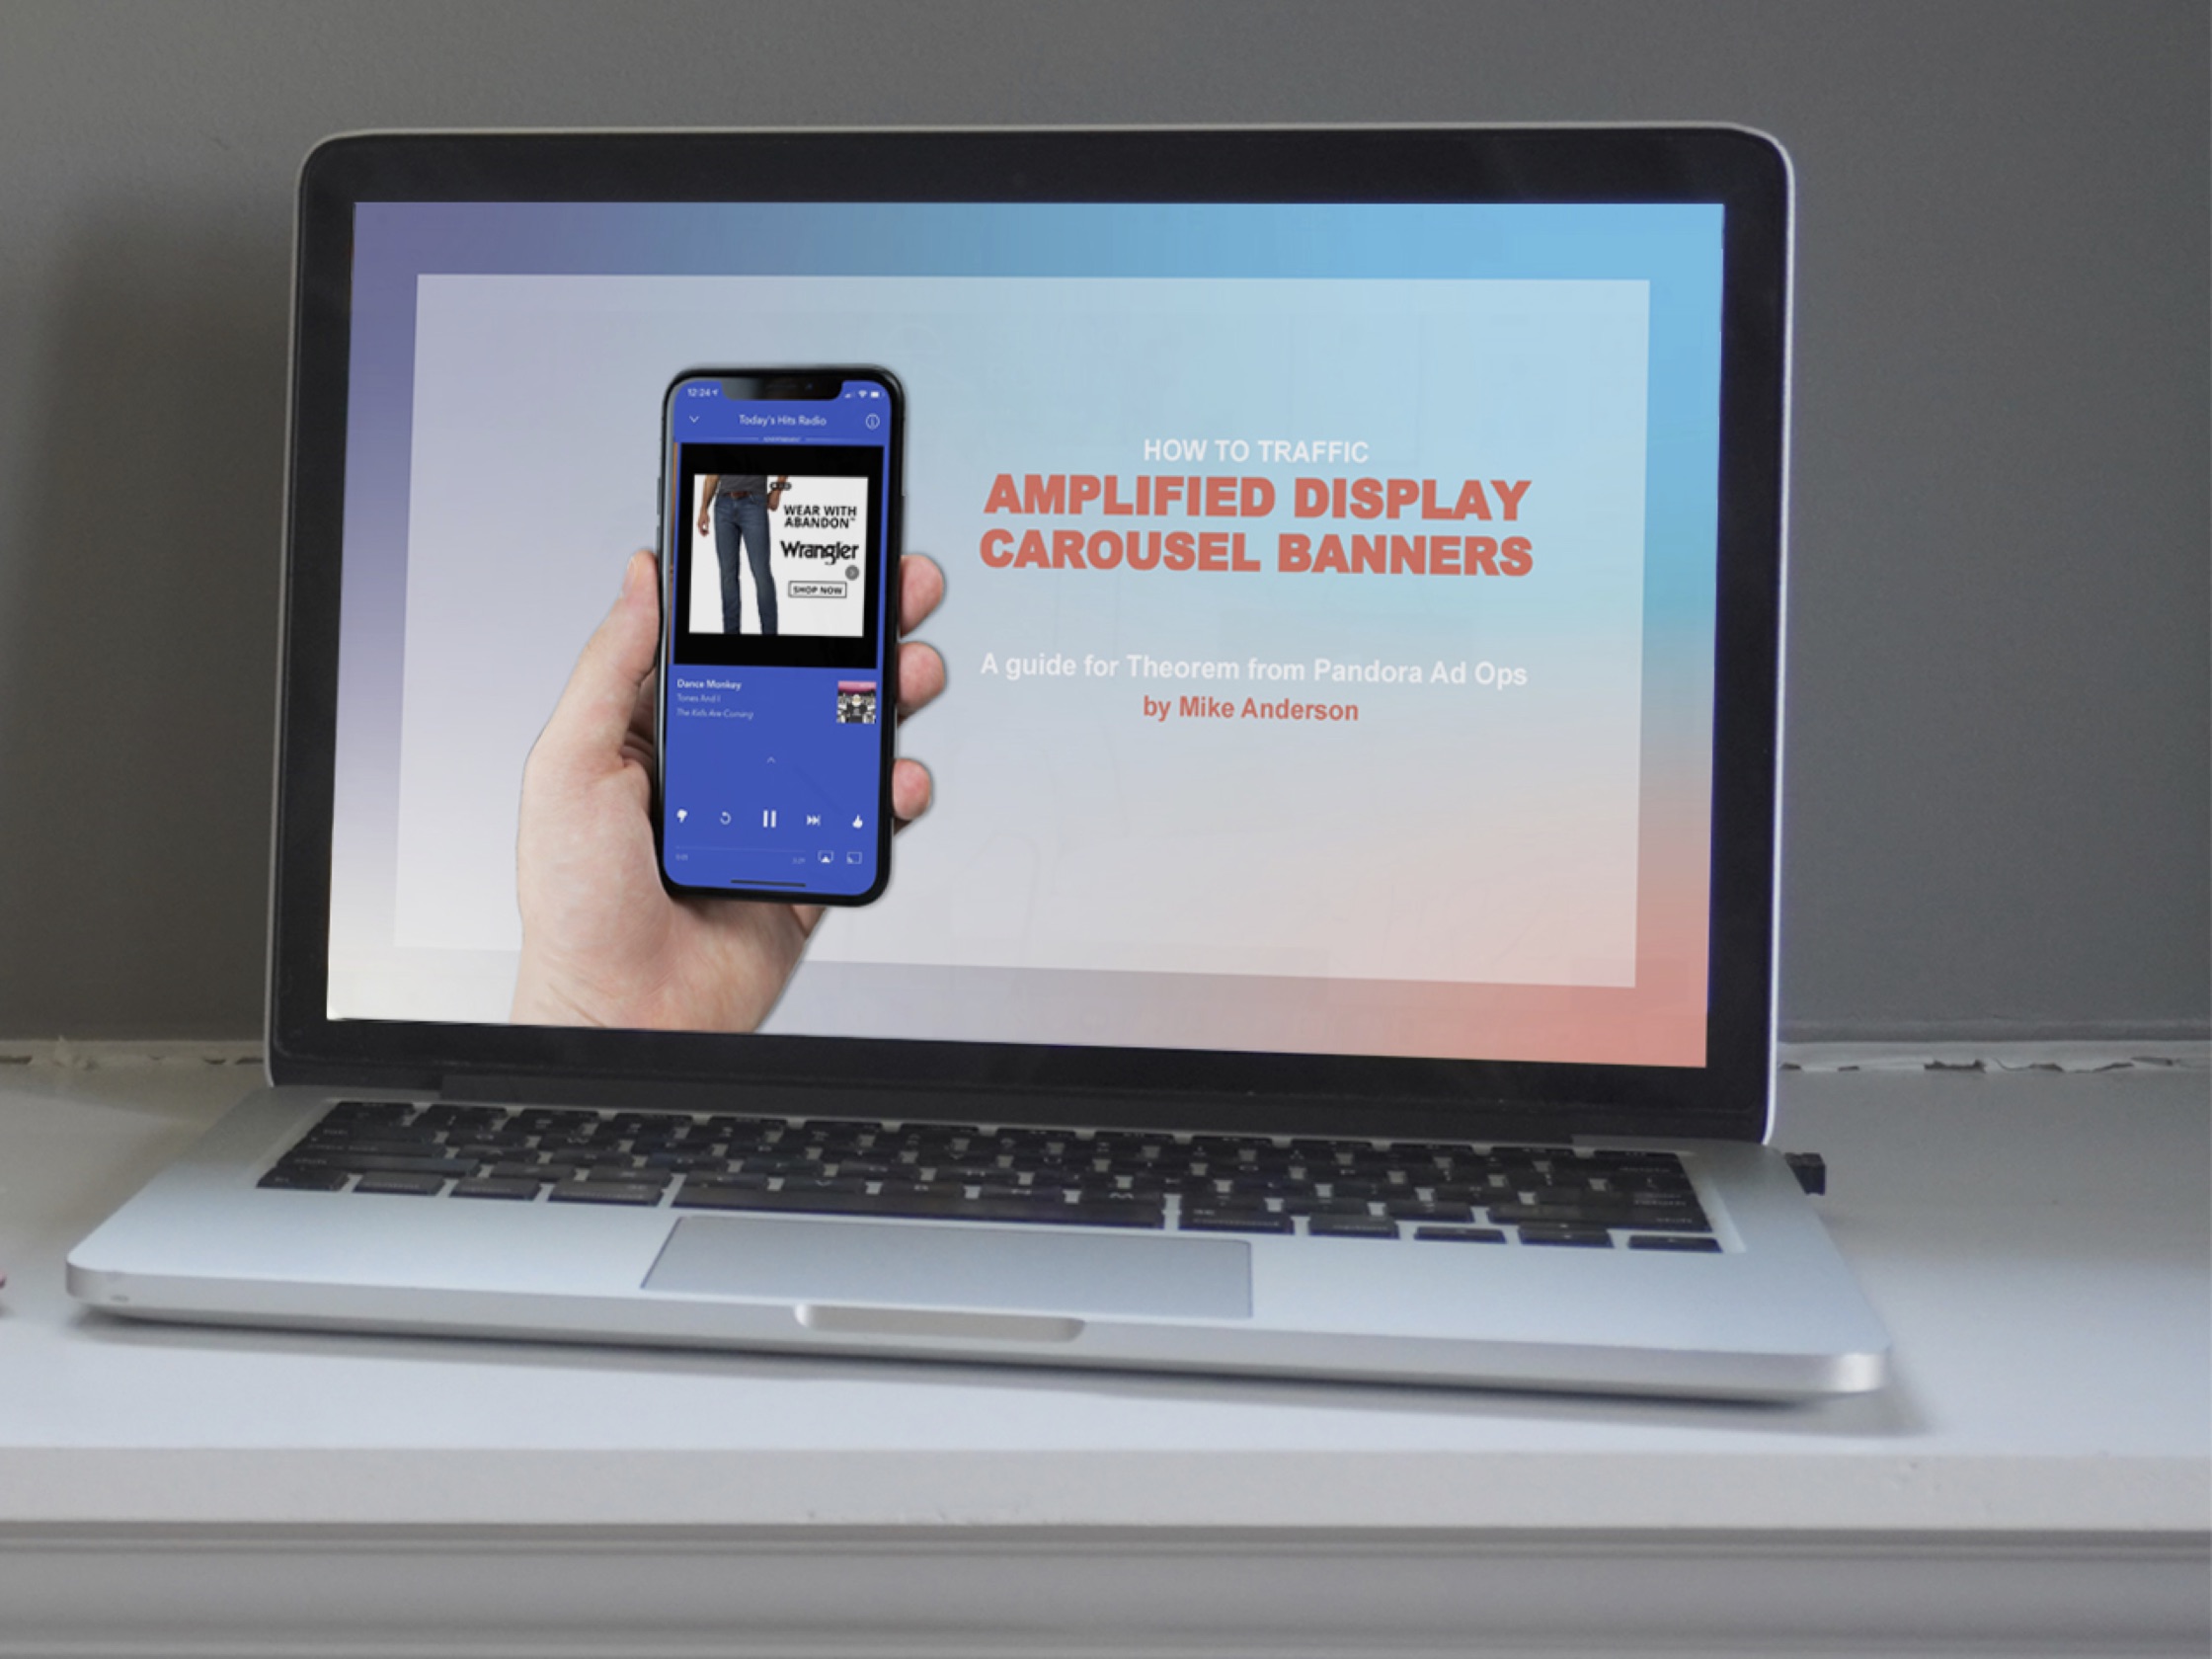 12:24
Today's Hits Radio
ADVERTISEMENT
WEAR WITH
ABANDON™
Wrangler
SHOP NOW
Dance Monkey
Tones And I
The Kids Are Coming
HOW TO TRAFFIC
AMPLIFIED DISPLAY
CAROUSEL BANNERS
A guide for Theorem from Pandora Ad Ops
by Mike Anderson